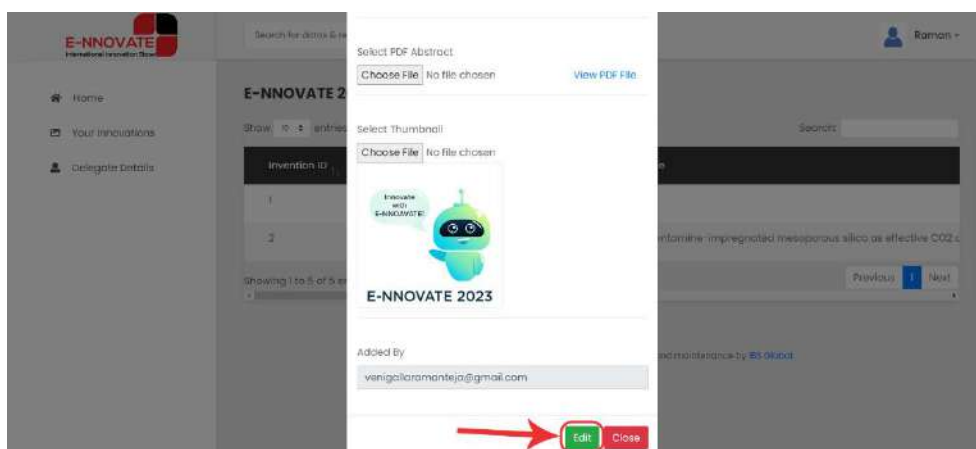 E-NNOVATE
International Innovation Show
Home
Your Innovations
Delegate Details
Search for datas & re
Raman
E-NNOVATE 2
Show 10 entries
Search:
Invention ID
1
2
entamine-impregnated mesoporous silica as effective CO2
Showing 1 to 5 of 5 en
Previous 1 Next
and maintenance by IBS Global
Select PDF Abstract
Choose File No file chosen View PDF File
Select Thumbnail
Choose File No file chosen
Innovate
with
E-NNOVATE!
E-NNOVATE 2023
Added By
venigallaramanteja@gmail.com
Edit Close